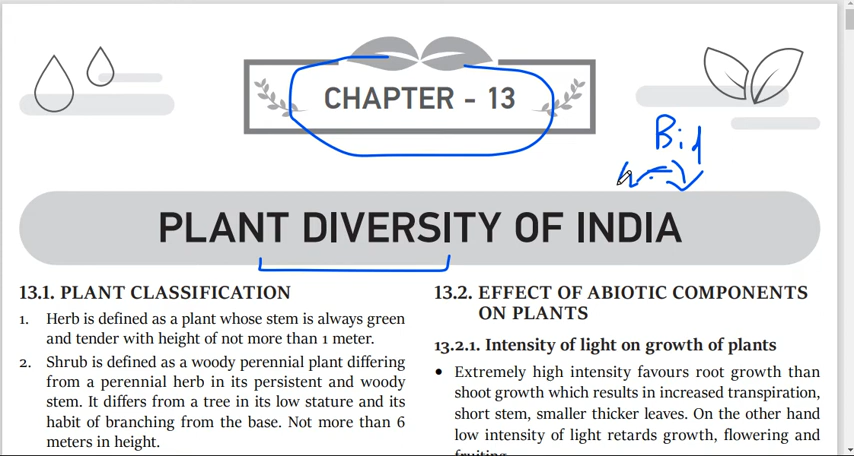 CHAPTER - 13
PLANT DIVERSITY OF INDIA
13.1. PLANT CLASSIFICATION
1. Herb is defined as a plant whose stem is always green
and tender with height of not more than 1 meter.
2. Shrub is defined as a woody perennial plant differing
from a perennial herb in its persistent and woody
stem. It differs from a tree in its low stature and its
habit of branching from the base. Not more than 6
meters in height.
13.2. EFFECT OF ABIOTIC COMPONENTS
ON PLANTS
13.2.1. Intensity of light on growth of plants
• Extremely high intensity favours root growth than
shoot growth which results in increased transpiration,
short stem, smaller thicker leaves. On the other hand
low intensity of light retards growth, flowering and
fruiting.